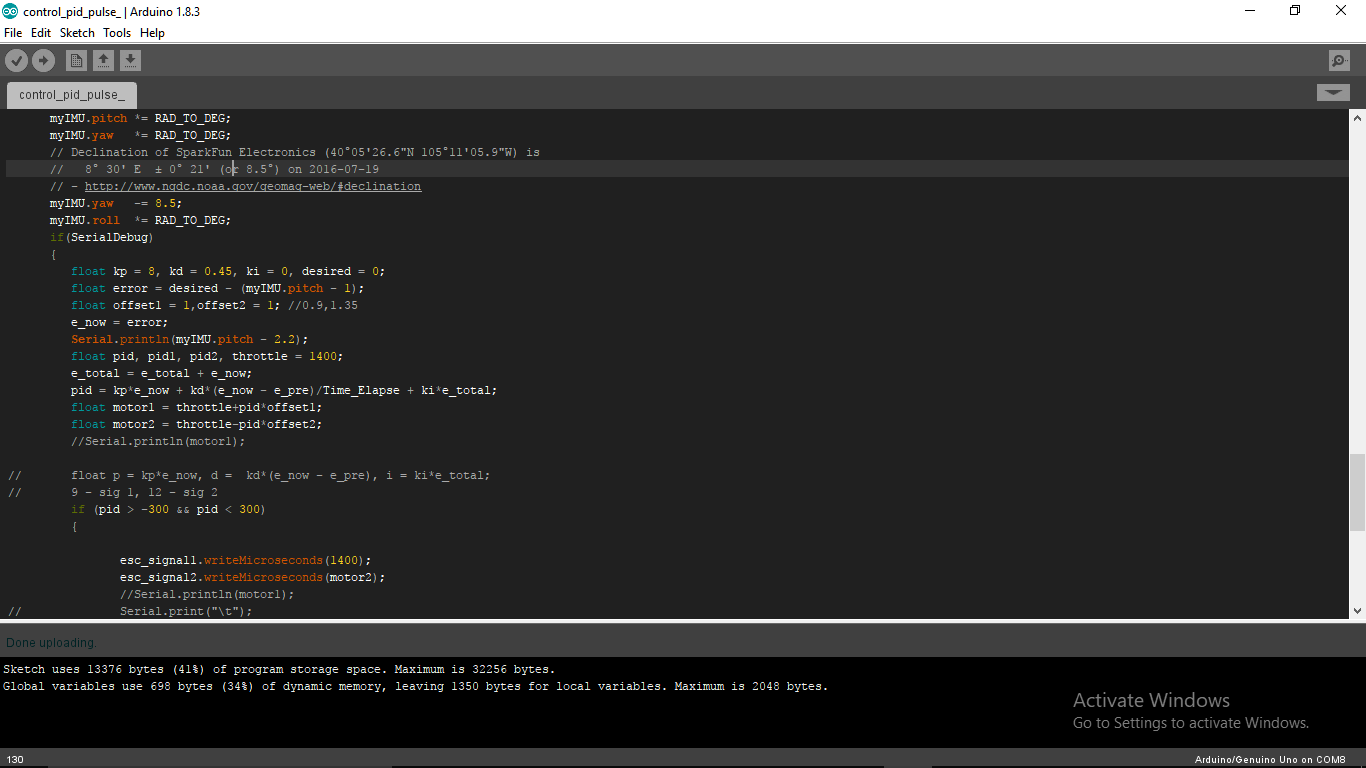 control_pid_pulse_ | Arduino 1.8.3
File Edit Sketch Tools Help
control_pid_pulse_
myIMU.pitch *= RAD_TO_DEG;
myIMU.yaw   *= RAD_TO_DEG;
// Declination of SparkFun Electronics (40°05'26.6"N 105°11'05.9"W) is
//   8° 30' E  ± 0° 21' (or 8.5°) on 2016-07-19
// - http://www.ngdc.noaa.gov/geomag-web/#declination
myIMU.yaw   -= 8.5;
myIMU.roll  *= RAD_TO_DEG;
if(SerialDebug)
{
float kp = 8, kd = 0.45, ki = 0, desired = 0;
float error = desired - (myIMU.pitch - 1);
float offset1 = 1,offset2 = 1; //0.9,1.35
e_now = error;
Serial.println(myIMU.pitch - 2.2);
float pid, pid1, pid2, throttle = 1400;
e_total = e_total + e_now;
pid = kp*e_now + kd*(e_now - e_pre)/Time_Elapse + ki*e_total;
float motor1 = throttle+pid*offset1;
float motor2 = throttle-pid*offset2;
//Serial.println(motor1);
//       float p = kp*e_now, d =  kd*(e_now - e_pre), i = ki*e_total;
//       9 - sig 1, 12 - sig 2
if (pid > -300 && pid < 300)
{
esc_signal1.writeMicroseconds(1400);
esc_signal2.writeMicroseconds(motor2);
//Serial.println(motor1);
//              Serial.print("\t");
Done uploading.
Sketch uses 13376 bytes (41%) of program storage space. Maximum is 32256 bytes.
Global variables use 698 bytes (34%) of dynamic memory, leaving 1350 bytes for local variables. Maximum is 2048 bytes.
Activate Windows
Go to Settings to activate Windows.
130
Arduino/Genuino Uno on COM8